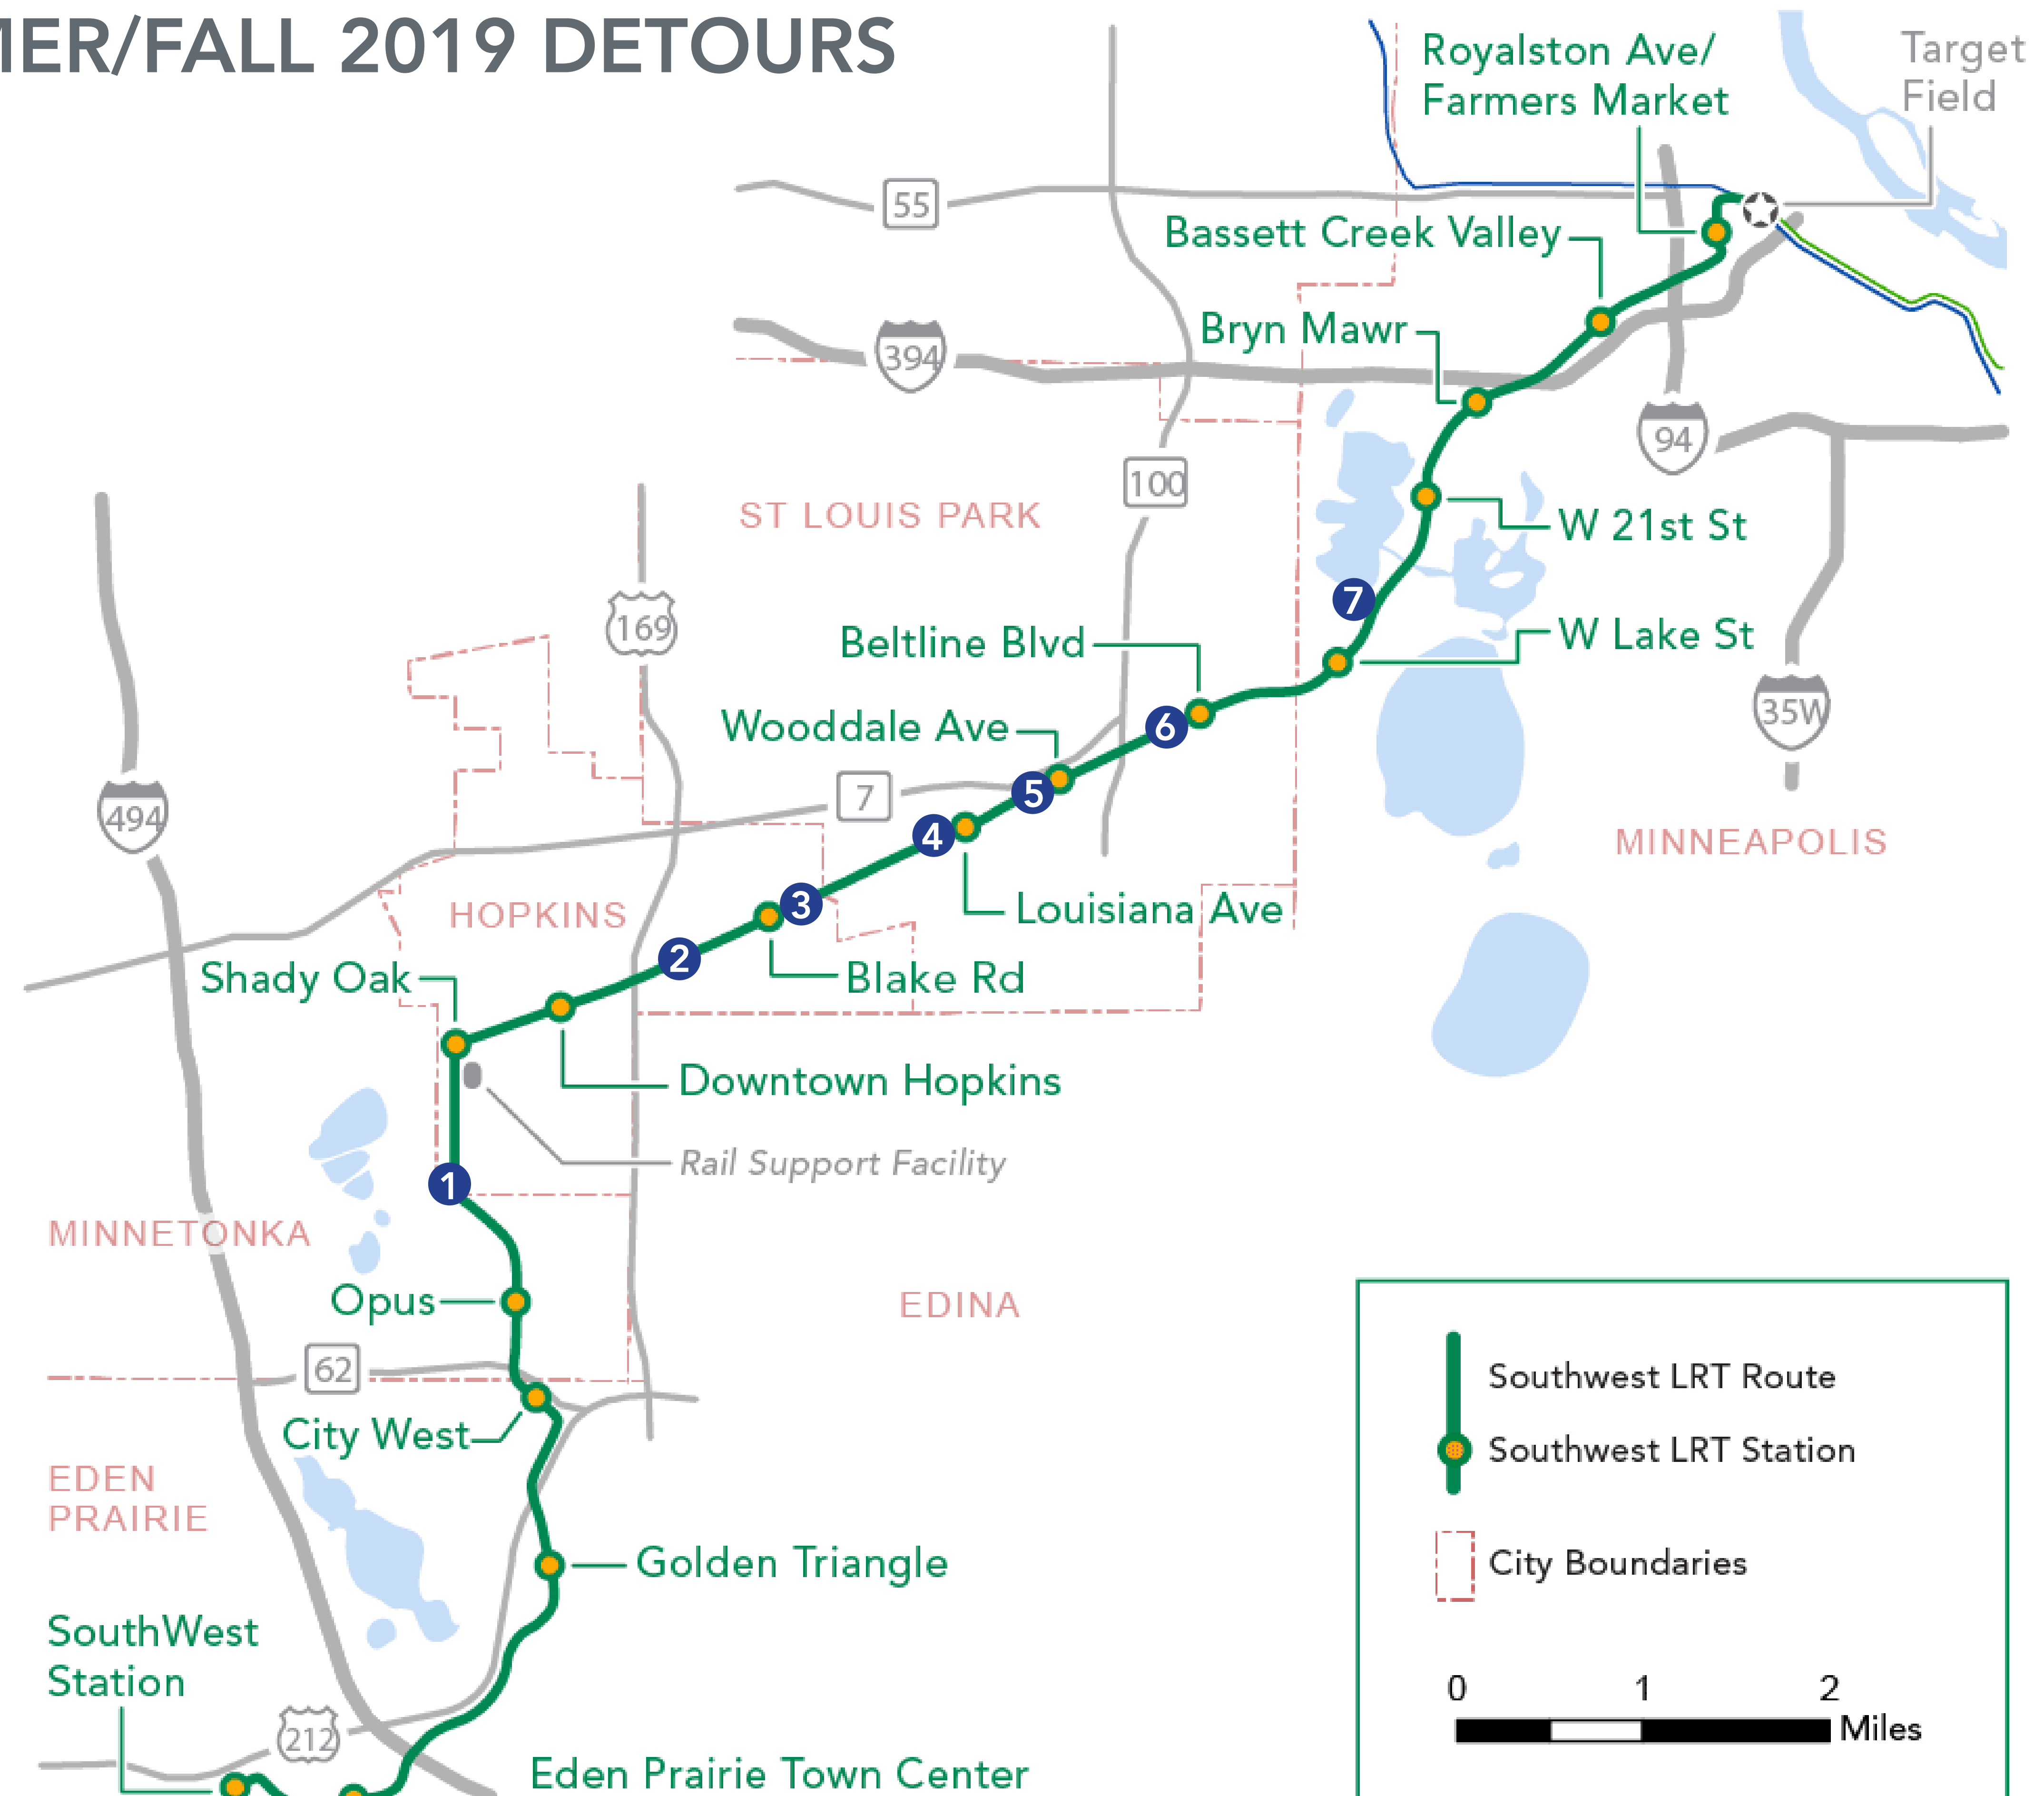 MER/FALL 2019 DETOURS
Royalston Ave/
Farmers Market
Target
Field
55
Bassett Creek Valley
Bryn Mawr
394
94
100
ST LOUIS PARK
W 21st St
169
7
Beltline Blvd
W Lake St
Wooddale Ave
6
35W
494
7
5
4
MINNEAPOLIS
3
HOPKINS
Louisiana Ave
2
Shady Oak
Blake Rd
Downtown Hopkins
Rail Support Facility
1
MINNETONKA
Opus
EDINA
62
City West
EDEN
PRAIRIE
Golden Triangle
SouthWest
Station
212
Eden Prairie Town Center
Southwest LRT Route
Southwest LRT Station
City Boundaries
0 1 2
Miles